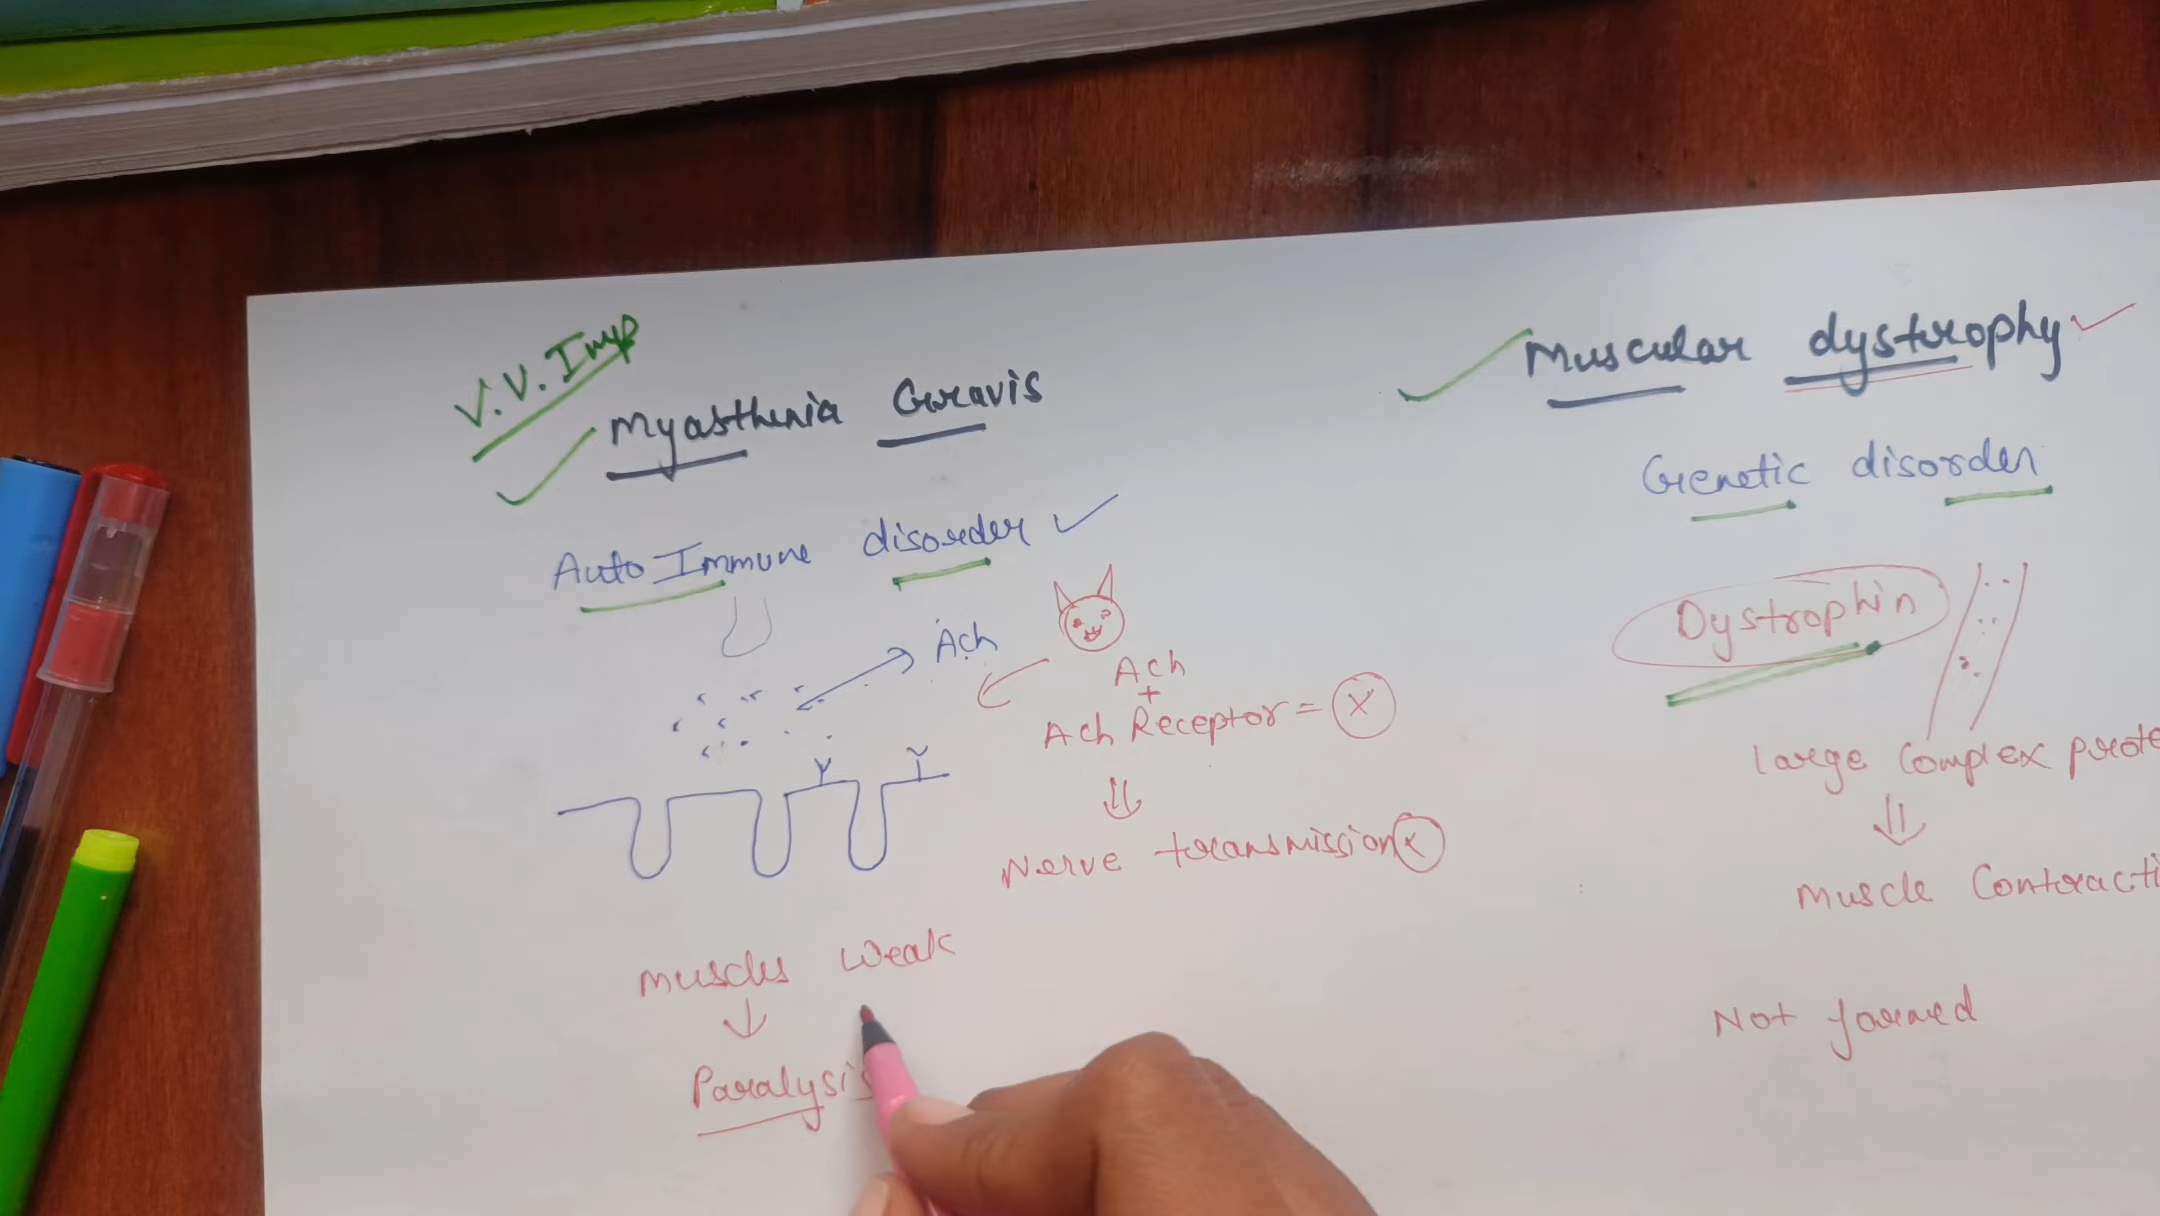 V.V.Imp
Myasthenia Gravis
Auto Immune disorder
Ach
Ach
+
Ach Receptor = X
Nerve transmission X
Muscles Weak
Paralysis
Muscular dystrophy
Genetic disorder
Dystrophin
large Complex prote
Muscle Contracti
Not formed